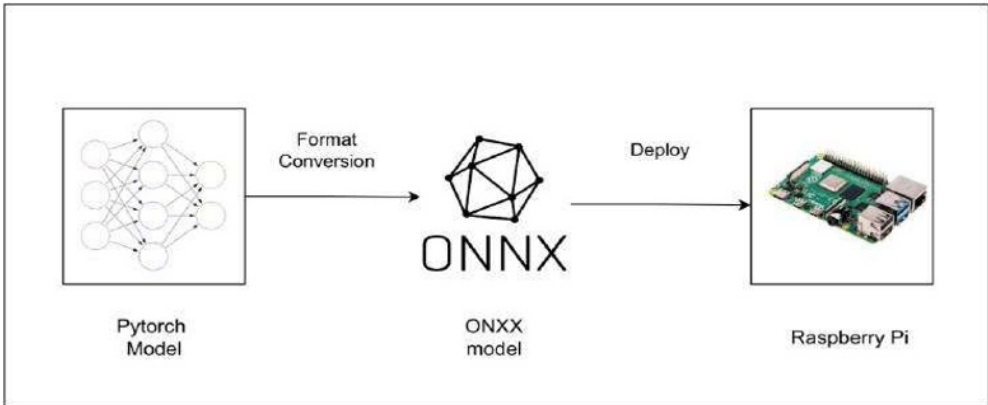 Format
Conversion
Deploy
ONNX
Pytorch
Model
ONXX
model
Raspberry Pi